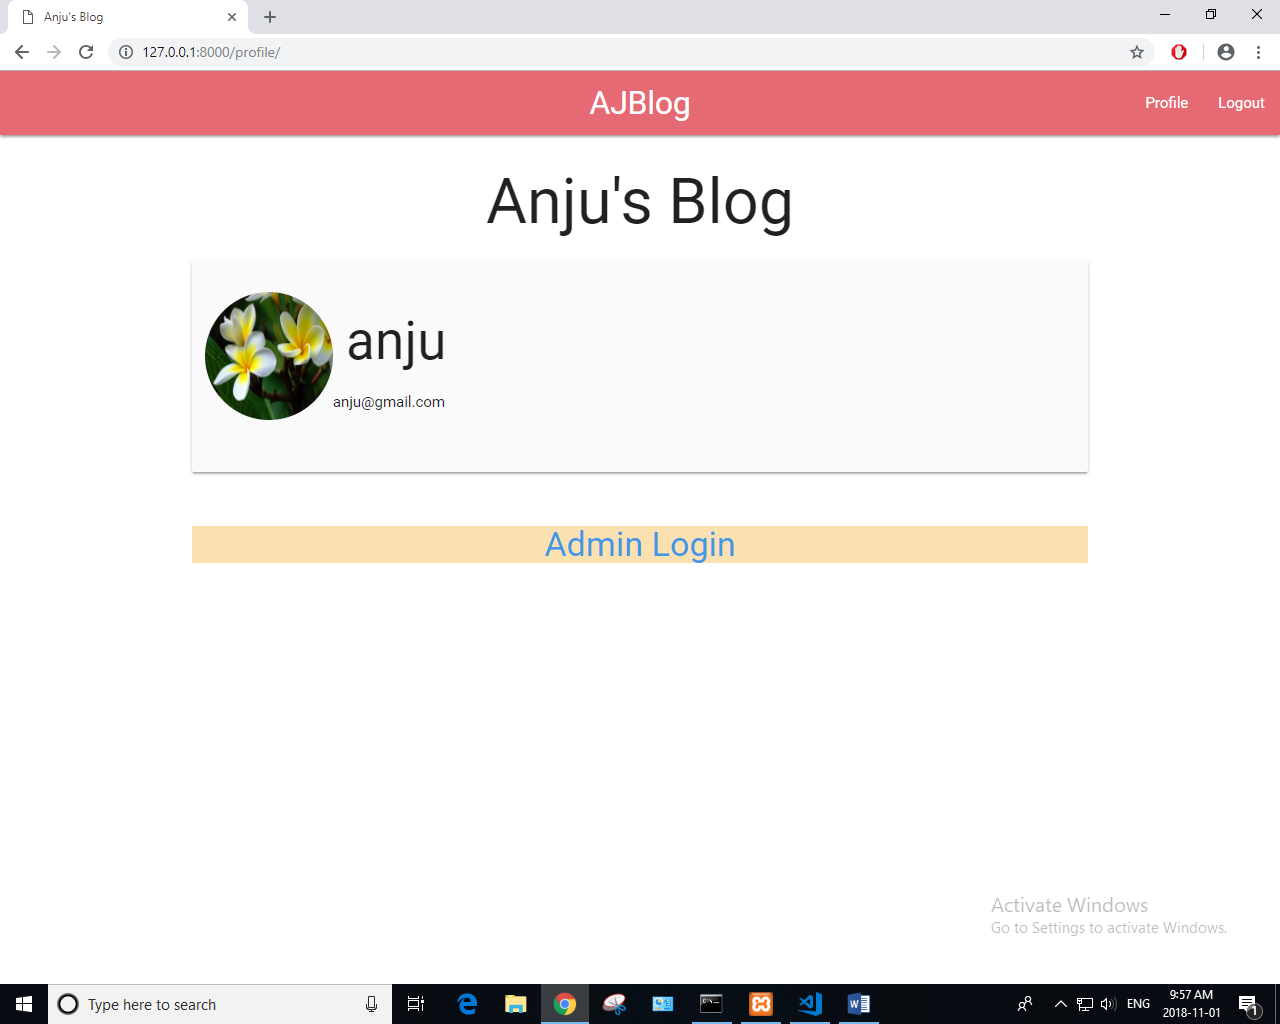 Anju's Blog
127.0.0.1:8000/profile/
AJBlog
Profile
Logout
Anju's Blog
anju
anju@gmail.com
Admin Login
Activate Windows
Go to Settings to activate Windows.
Type here to search
ENG
9:57 AM
2018-11-01
1